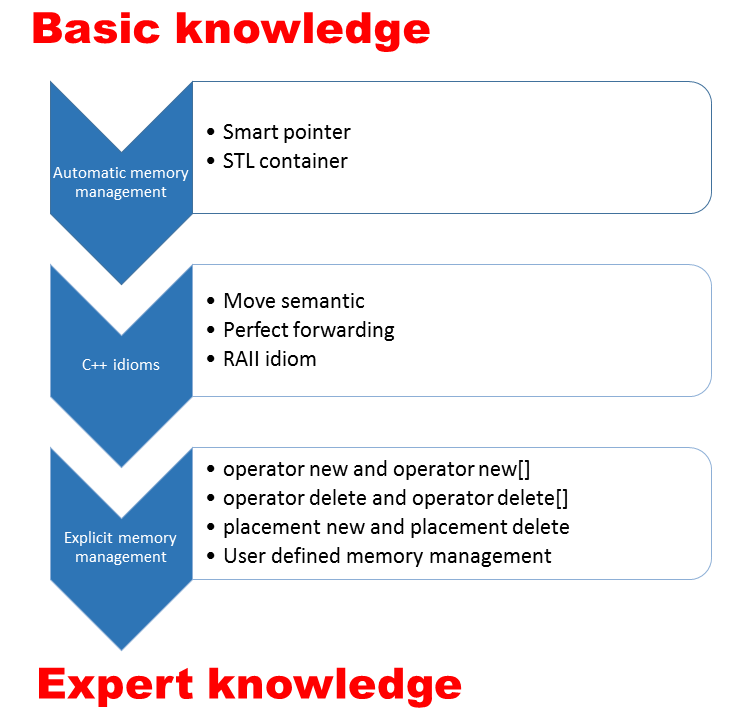 Basic knowledge
Automatic memory
management
• Smart pointer
• STL container
C++ idioms
• Move semantic
• Perfect forwarding
• RAII idiom
Explicit memory
management
• operator new and operator new[]
• operator delete and operator delete[]
• placement new and placement delete
• User defined memory management
Expert knowledge